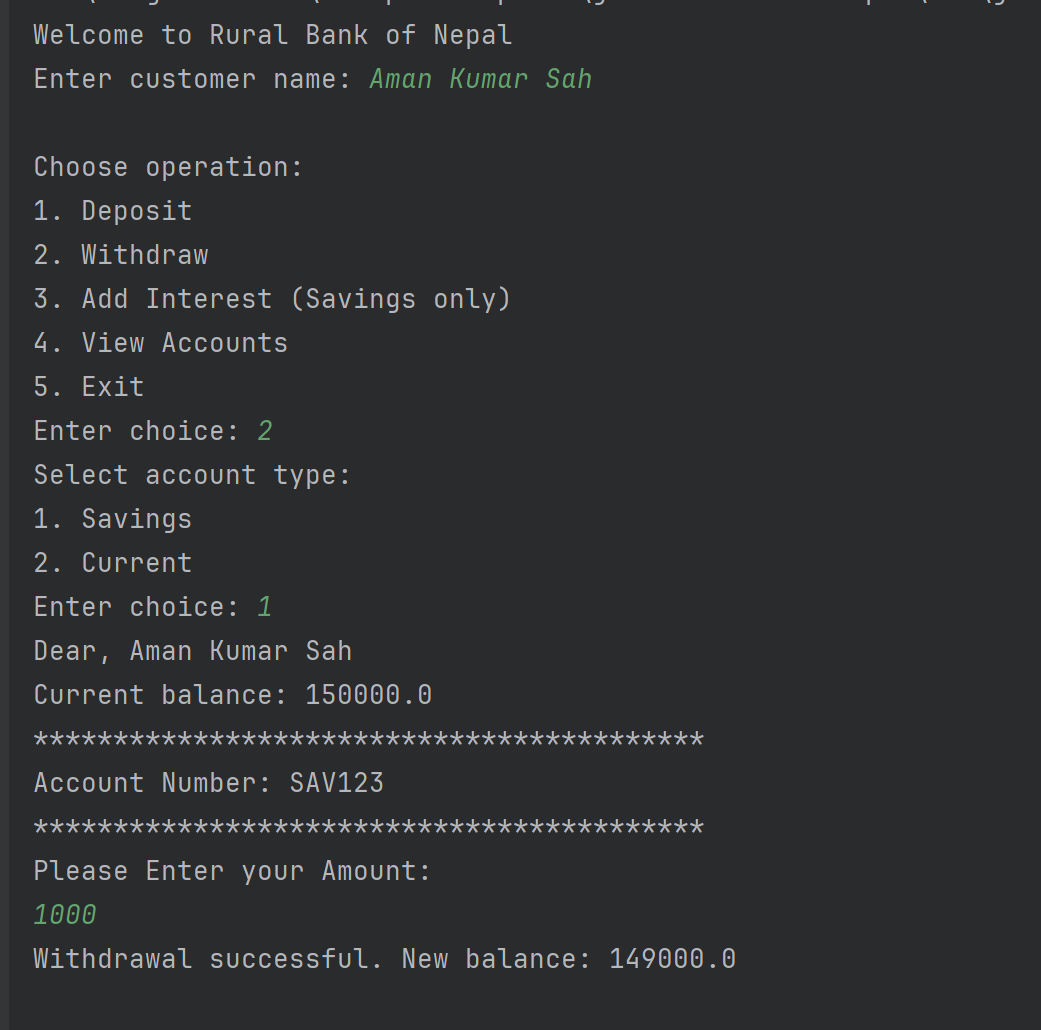 Welcome to Rural Bank of Nepal
Enter customer name: Aman Kumar Sah
Choose operation:
1. Deposit
2. Withdraw
3. Add Interest (Savings only)
4. View Accounts
5. Exit
Enter choice: 2
Select account type:
1. Savings
2. Current
Enter choice: 1
Dear, Aman Kumar Sah
Current balance: 150000.0
******************************************
Account Number: SAV123
******************************************
Please Enter your Amount:
1000
Withdrawal successful. New balance: 149000.0